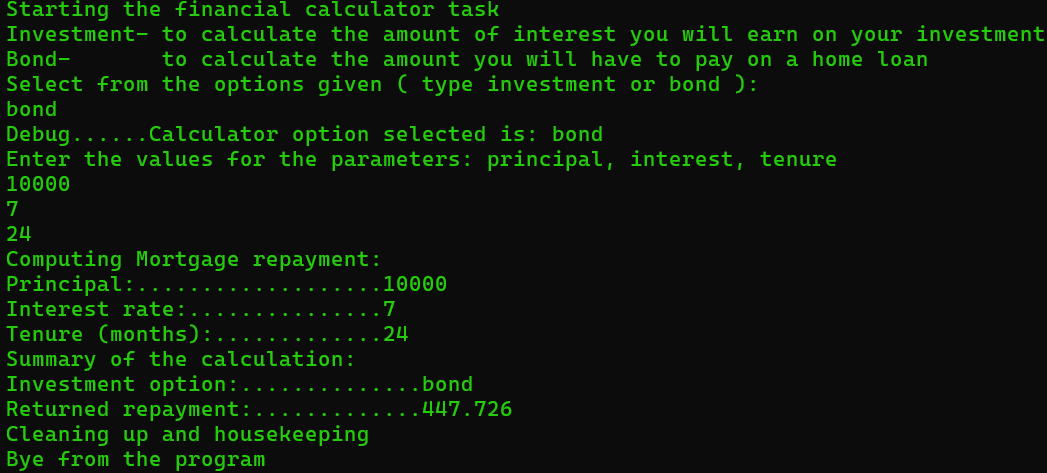 Starting the financial calculator task
Investment- to calculate the amount of interest you will earn on your investment
Bond-       to calculate the amount you will have to pay on a home loan
Select from the options given ( type investment or bond ):
bond
Debug......Calculator option selected is: bond
Enter the values for the parameters: principal, interest, tenure
10000
7
24
Computing Mortgage repayment:
Principal:...................10000
Interest rate:...............7
Tenure (months):.............24
Summary of the calculation:
Investment option:..............bond
Returned repayment:.............447.726
Cleaning up and housekeeping
Bye from the program